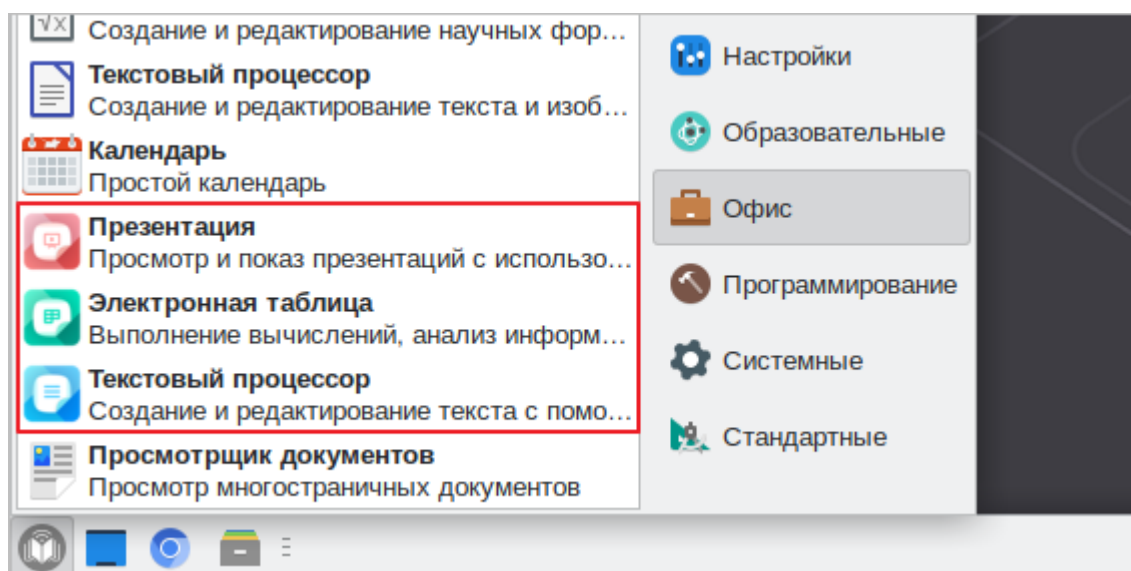 √x
Создание и редактирование научных фор...
Текстовый процессор
Создание и редактирование текста и изоб...
Календарь
Простой календарь
Презентация
Просмотр и показ презентаций с использо...
Электронная таблица
Выполнение вычислений, анализ информ...
Текстовый процессор
Создание и редактирование текста с помо...
Просмотрщик документов
Просмотр многостраничных документов
Настройки
Образовательные
Офис
Программирование
Системные
Стандартные